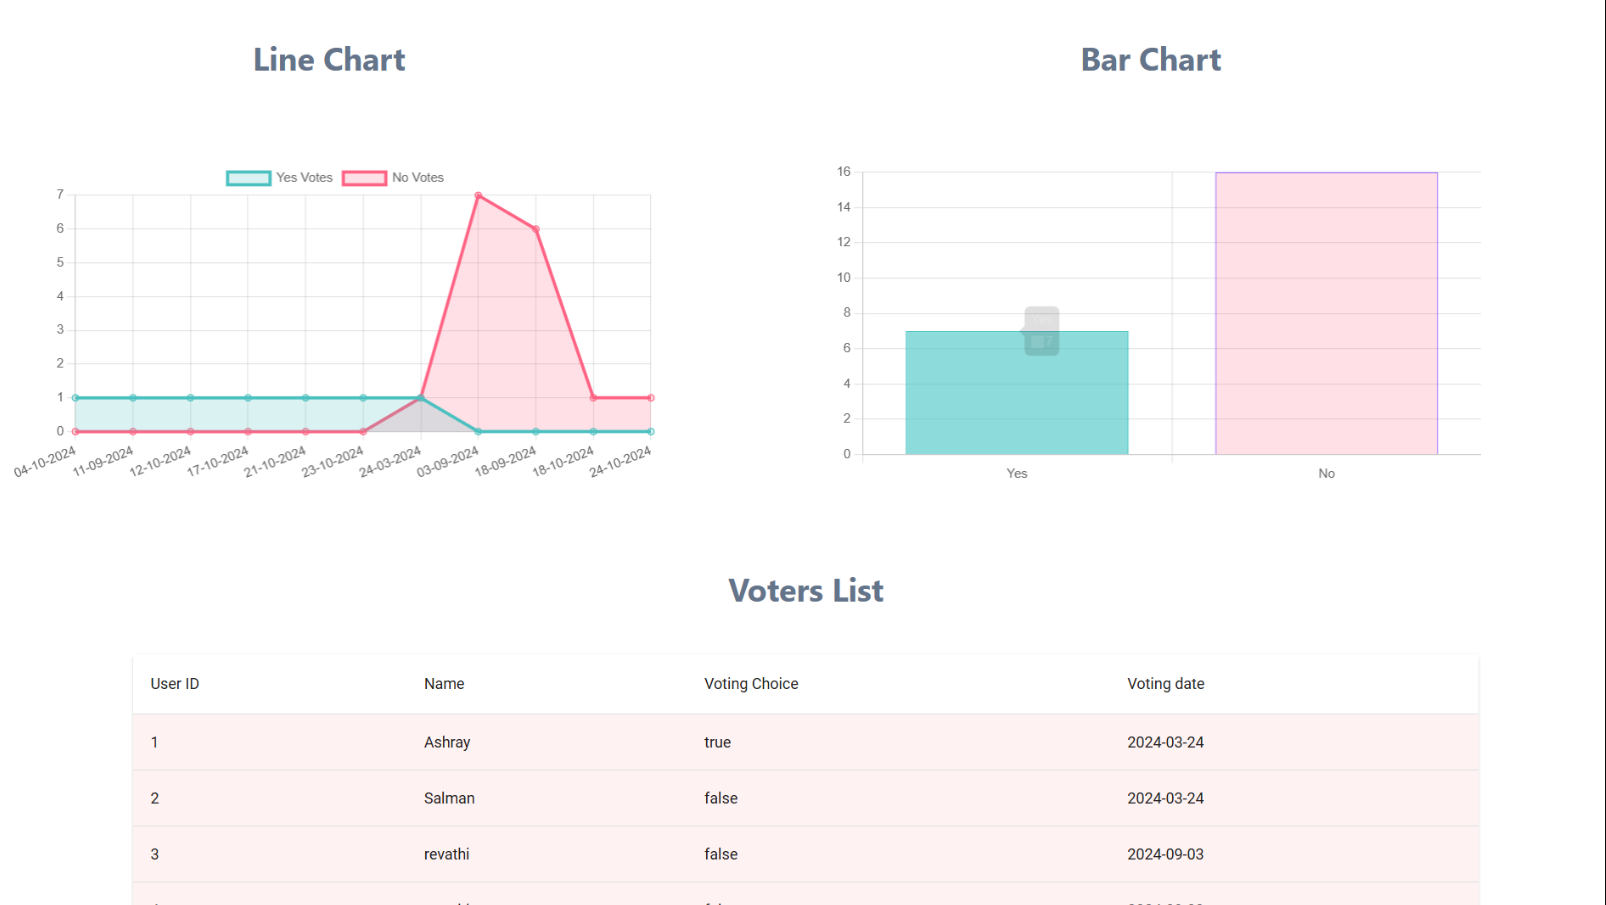 Line Chart
Bar Chart
Yes Votes No Votes
7
6
5
4
3
2
1
0
04-10-2024 11-09-2024 12-10-2024 17-10-2024 21-10-2024 23-10-2024 24-03-2024 03-09-2024 18-09-2024 18-10-2024 24-10-2024
16
14
12
10
8
6
4
2
0
7
Yes No
Voters List
User ID Name Voting Choice Voting date
1 Ashray true 2024-03-24
2 Salman false 2024-03-24
3 revathi false 2024-09-03